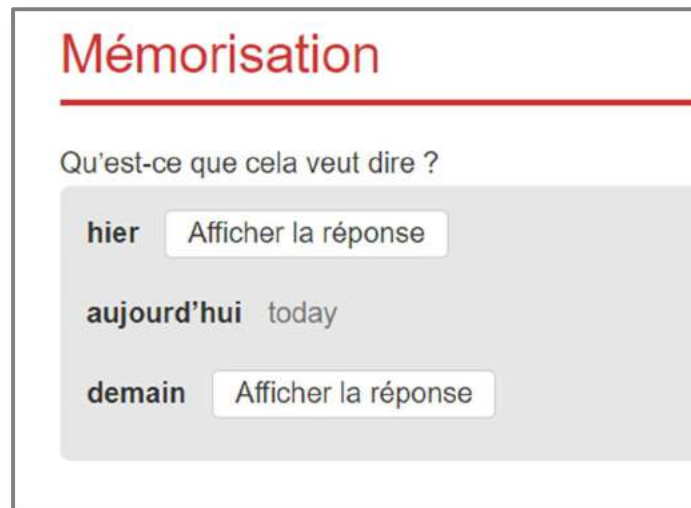 Mémorisation
Qu’est-ce que cela veut dire ?
hier Afficher la réponse
aujourd’hui today
demain Afficher la réponse